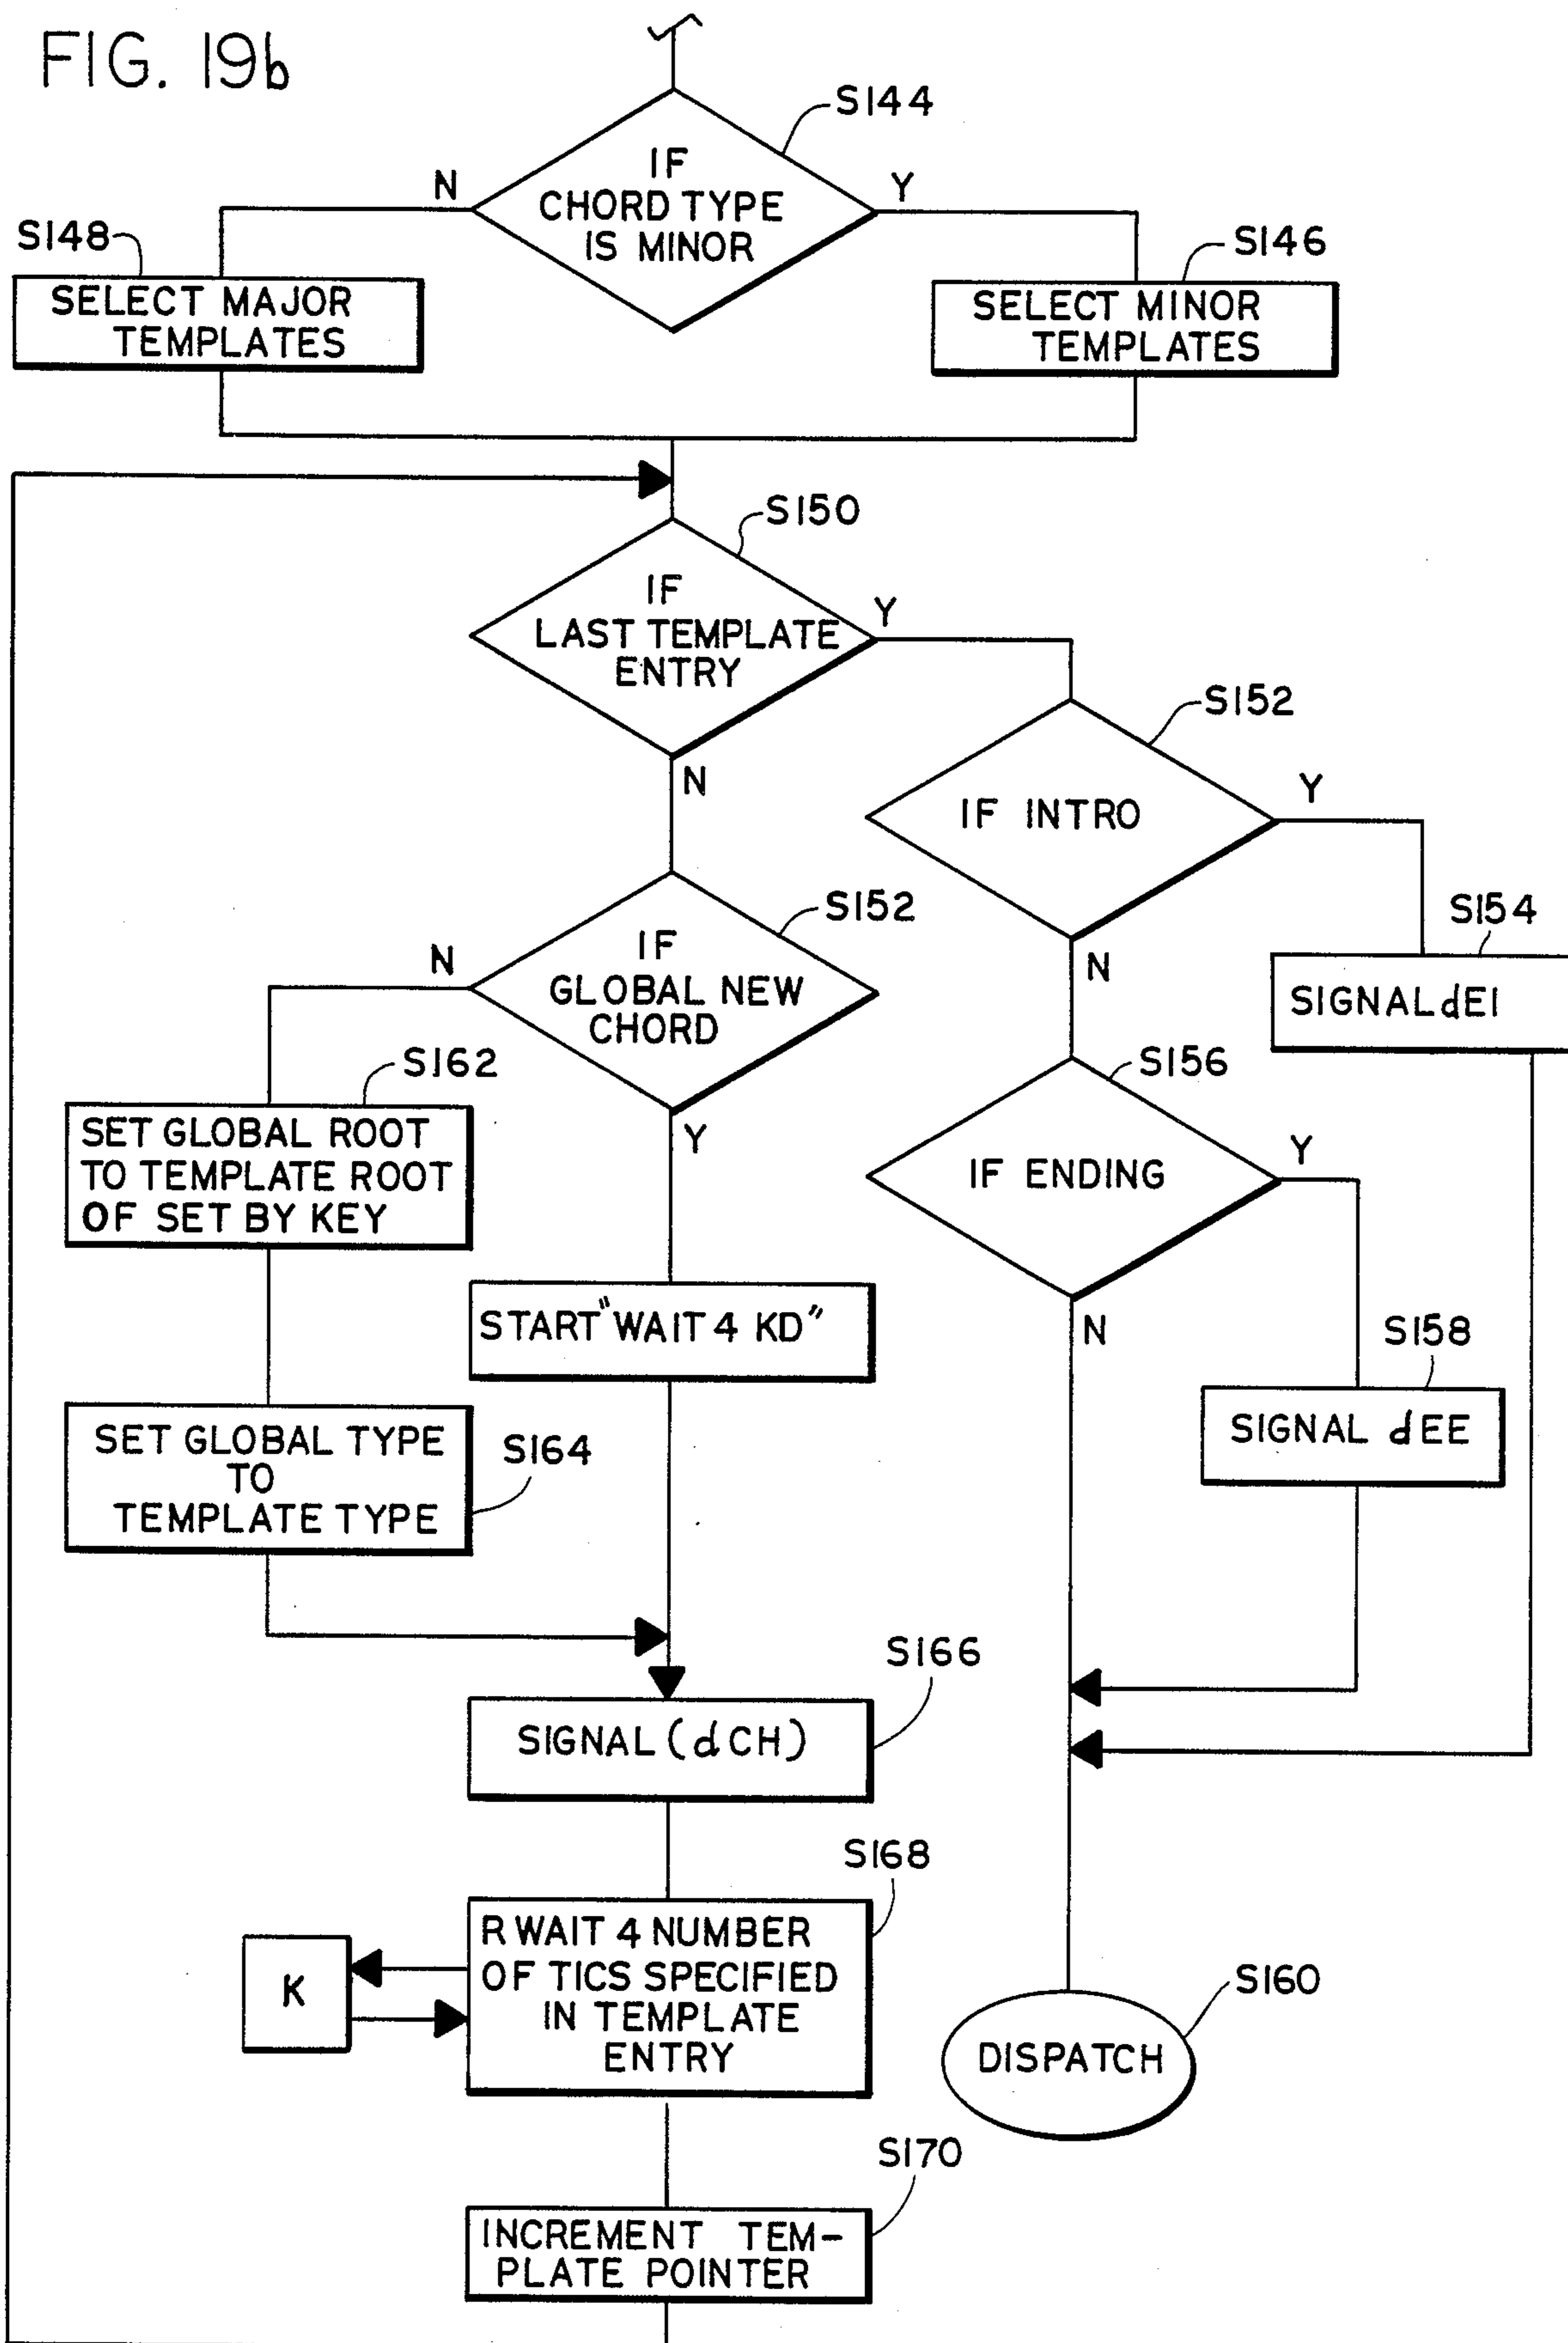 FIG. 19b
S144
IF
CHORD TYPE
IS MINOR
N
Y
S148
SELECT MAJOR
TEMPLATES
S146
SELECT MINOR
TEMPLATES
S150
IF
LAST TEMPLATE
ENTRY
Y
N
S152
IF INTRO
Y
N
S154
SIGNAL dEI
S152
IF
GLOBAL NEW
CHORD
N
Y
S162
SET GLOBAL ROOT
TO TEMPLATE ROOT
OF SET BY KEY
START "WAIT 4 KD"
S156
IF ENDING
Y
N
S158
SIGNAL dEE
SET GLOBAL TYPE
TO
TEMPLATE TYPE
S164
S166
SIGNAL (dCH)
S168
R WAIT 4 NUMBER
OF TICS SPECIFIED
IN TEMPLATE
ENTRY
K
S160
DISPATCH
S170
INCREMENT TEM-
PLATE POINTER